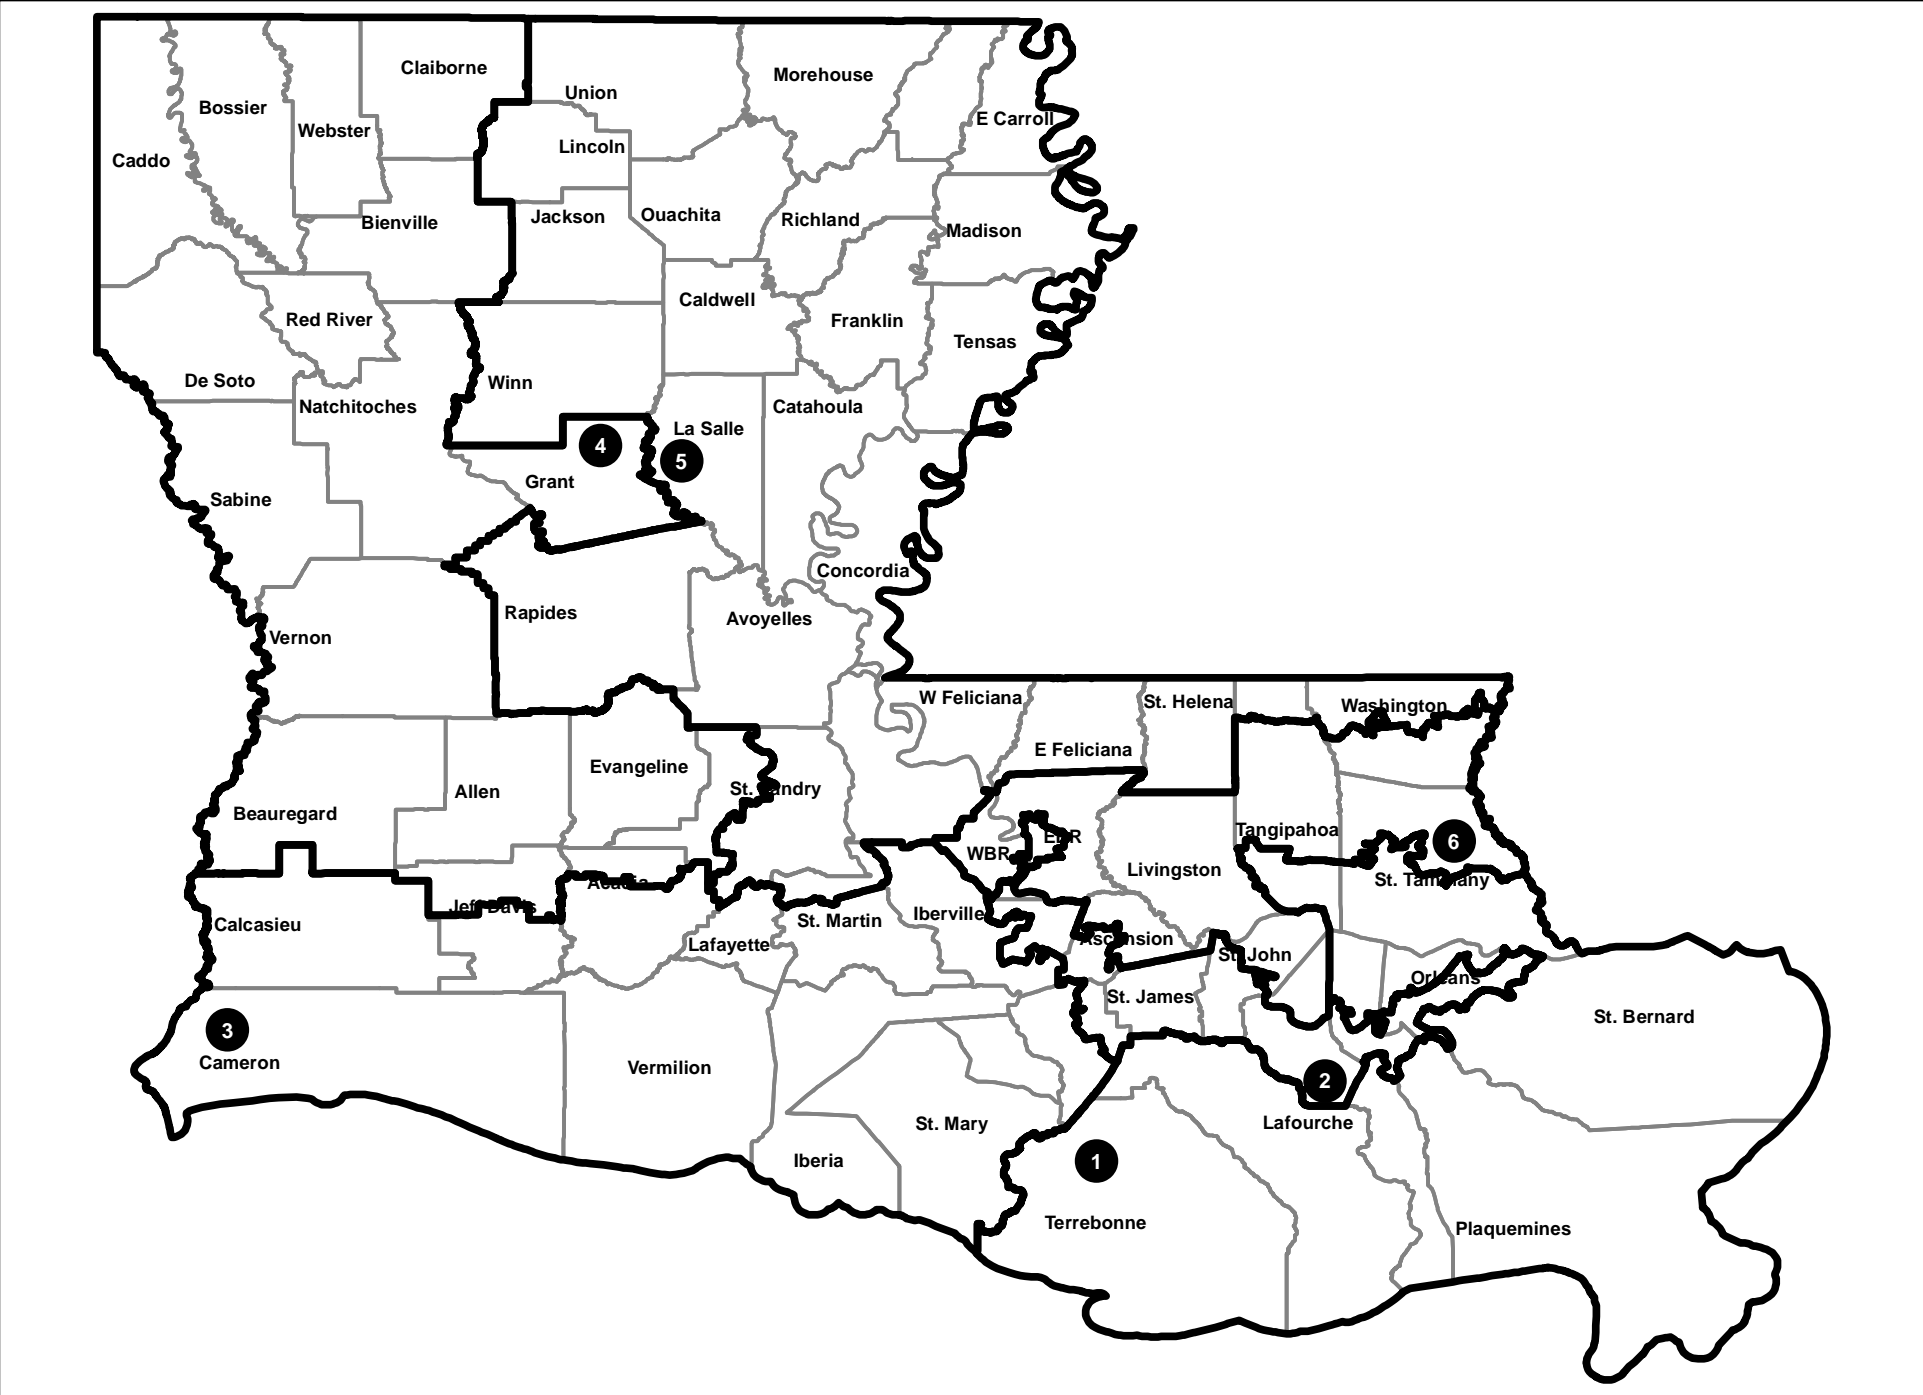 Claiborne
Morehouse
Union
Bossier
E Carroll
Webster
Lincoln
Caddo
Jackson
Ouachita
Richland
Bienville
Madison
Caldwell
Red River
Franklin
Tensas
De Soto
Winn
Natchitoches
Catahoula
La Salle
4
5
Grant
Sabine
Concordia
Rapides
Avoyelles
Vernon
W Feliciana
St. Helena
Washington
E Feliciana
Evangeline
Allen
St. Landry
Beauregard
Tangipahoa
EBR
6
WBR
Livingston
St. Tammany
Acadia
Jeff Davis
Iberville
St. Martin
Calcasieu
Lafayette
Ascension
St. John
Orleans
St. James
St. Bernard
3
Cameron
Vermilion
2
St. Mary
Lafourche
Iberia
1
Terrebonne
Plaquemines